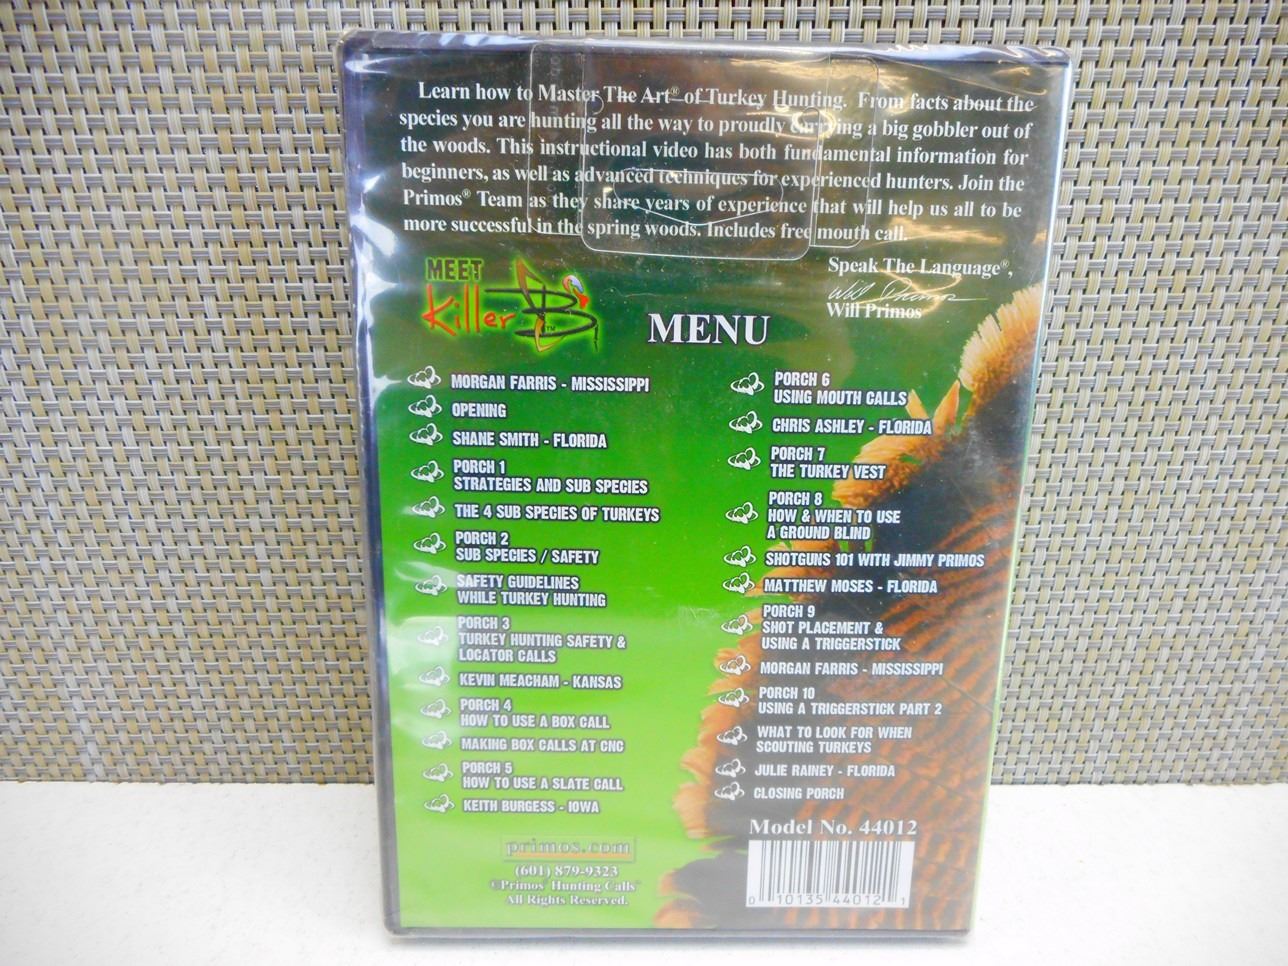 Learn how to Master The Art® of Turkey Hunting. From facts about the
species you are hunting all the way to proudly carrying a big gobbler out of
the woods. This instructional video has both fundamental information for
beginners, as well as advanced techniques for experienced hunters. Join the
Primos® Team as they share years of experience that will help us all to be
more successful in the spring woods. Includes free mouth call.
Speak The Language®,
Will Primos
Will Primos
MEET
Killer B™
MENU
MORGAN FARRIS - MISSISSIPPI
OPENING
SHANE SMITH - FLORIDA
PORCH 1
STRATEGIES AND SUB SPECIES
THE 4 SUB SPECIES OF TURKEYS
PORCH 2
SUB SPECIES / SAFETY
SAFETY GUIDELINES
WHILE TURKEY HUNTING
PORCH 3
TURKEY HUNTING SAFETY &
LOCATOR CALLS
KEVIN MEACHAM - KANSAS
PORCH 4
HOW TO USE A BOX CALL
MAKING BOX CALLS AT CNC
PORCH 5
HOW TO USE A SLATE CALL
KEITH BURGESS - IOWA
PORCH 6
USING MOUTH CALLS
CHRIS ASHLEY - FLORIDA
PORCH 7
THE TURKEY VEST
PORCH 8
HOW & WHEN TO USE
A GROUND BLIND
SHOTGUNS 101 WITH JIMMY PRIMOS
MATTHEW MOSES - FLORIDA
PORCH 9
SHOT PLACEMENT &
USING A TRIGGERSTICK
MORGAN FARRIS - MISSISSIPPI
PORCH 10
USING A TRIGGERSTICK PART 2
WHAT TO LOOK FOR WHEN
SCOUTING TURKEYS
JULIE RAINEY - FLORIDA
CLOSING PORCH
primos.com
(601) 879-9323
©Primos® Hunting Calls
All Rights Reserved.
Model No. 44012
0 10135 44012 1